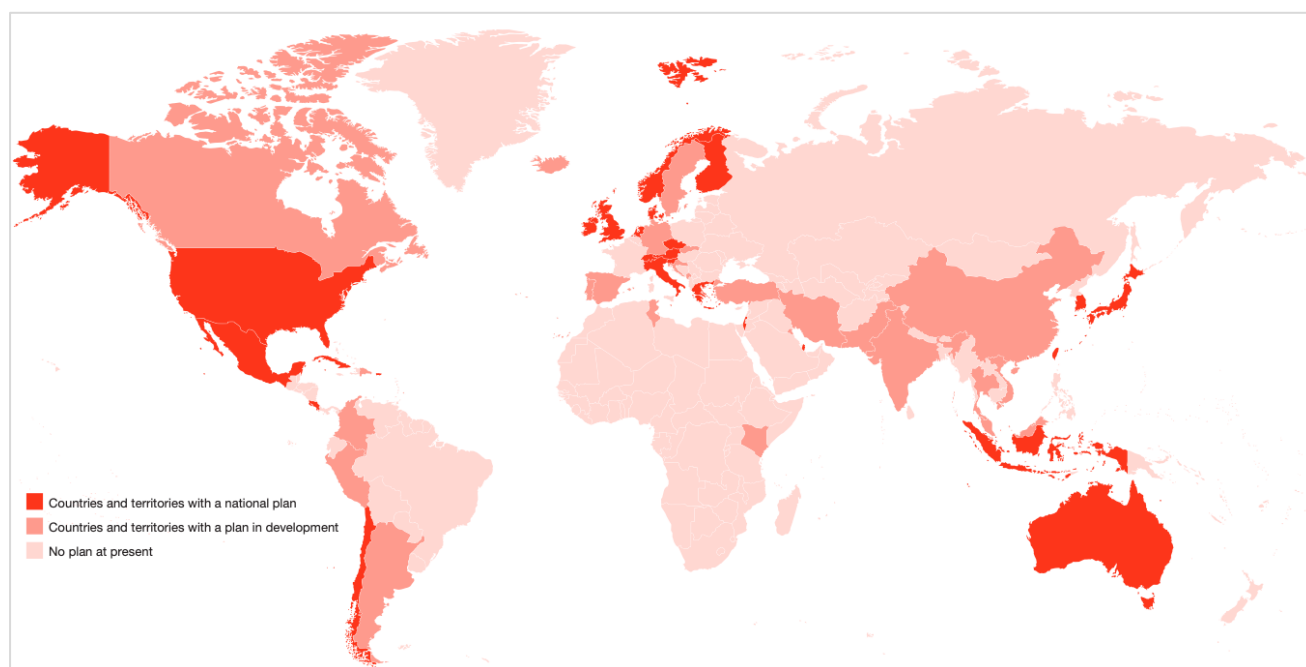 Countries and territories with a national plan
Countries and territories with a plan in development
No plan at present